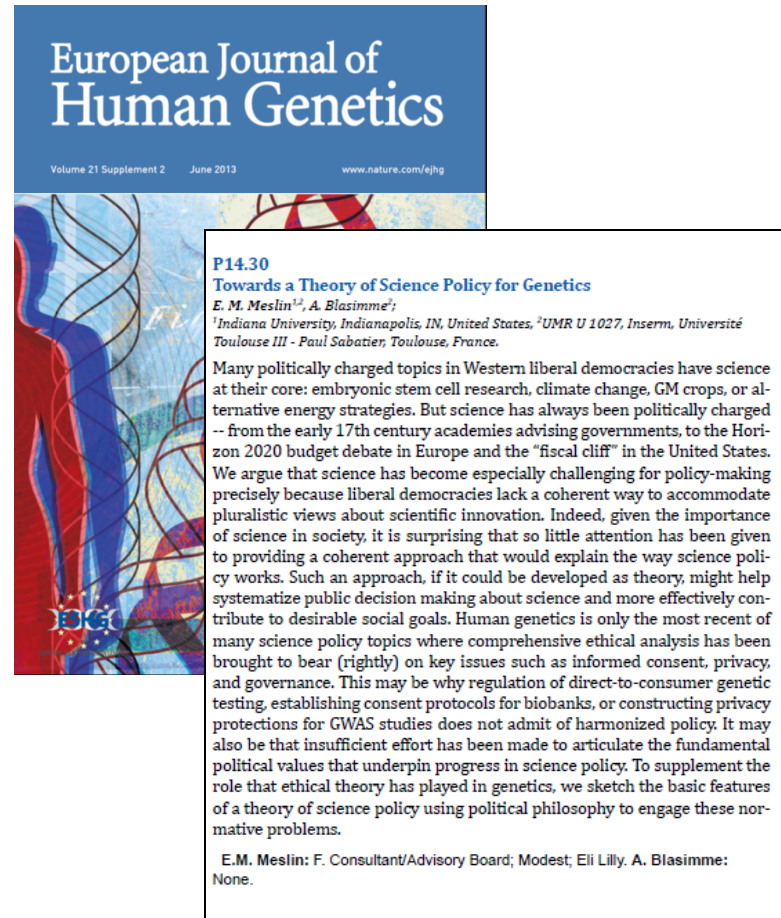 European Journal of
Human Genetics
Volume 21 Supplement 2 June 2013 www.nature.com/ejhg
ESHG
P14.30
Towards a Theory of Science Policy for Genetics
E. M. Meslin¹,², A. Blasimme²;
¹Indiana University, Indianapolis, IN, United States, ²UMR U 1027, Inserm, Université
Toulouse III - Paul Sabatier, Toulouse, France.
Many politically charged topics in Western liberal democracies have science
at their core: embryonic stem cell research, climate change, GM crops, or al-
ternative energy strategies. But science has always been politically charged
-- from the early 17th century academies advising governments, to the Hori-
zon 2020 budget debate in Europe and the “fiscal cliff” in the United States.
We argue that science has become especially challenging for policy-making
precisely because liberal democracies lack a coherent way to accommodate
pluralistic views about scientific innovation. Indeed, given the importance
of science in society, it is surprising that so little attention has been given
to providing a coherent approach that would explain the way science poli-
cy works. Such an approach, if it could be developed as theory, might help
systematize public decision making about science and more effectively con-
tribute to desirable social goals. Human genetics is only the most recent of
many science policy topics where comprehensive ethical analysis has been
brought to bear (rightly) on key issues such as informed consent, privacy,
and governance. This may be why regulation of direct-to-consumer genetic
testing, establishing consent protocols for biobanks, or constructing privacy
protections for GWAS studies does not admit of harmonized policy. It may
also be that insufficient effort has been made to articulate the fundamental
political values that underpin progress in science policy. To supplement the
role that ethical theory has played in genetics, we sketch the basic features
of a theory of science policy using political philosophy to engage these nor-
mative problems.
E.M. Meslin: F. Consultant/Advisory Board; Modest; Eli Lilly. A. Blasimme:
None.